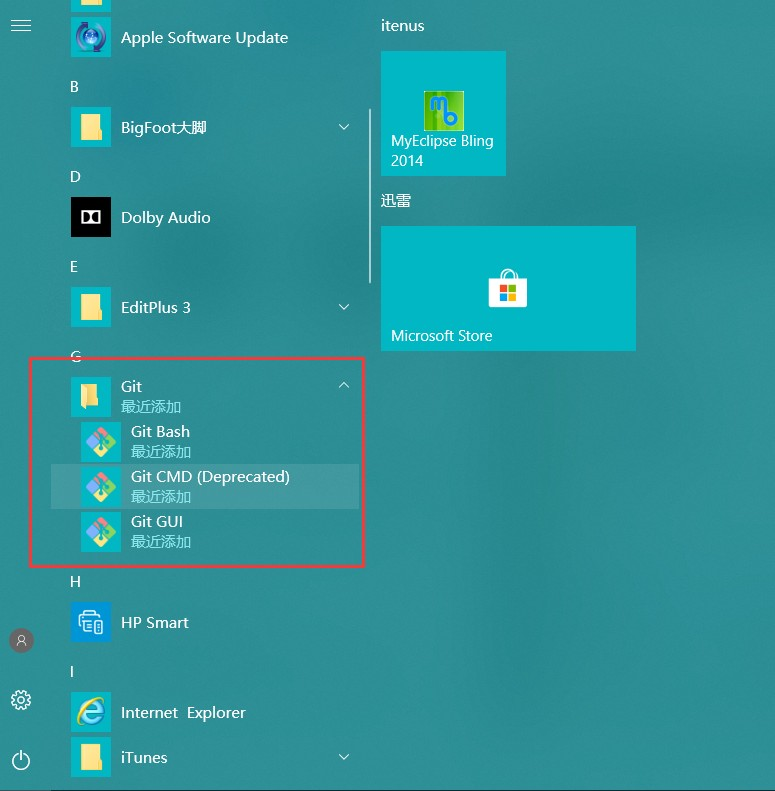 Apple Software Update
B
BigFoot大脚
D
Dolby Audio
E
EditPlus 3
G
Git
最近添加
Git Bash
最近添加
Git CMD (Deprecated)
最近添加
Git GUI
最近添加
H
HP Smart
I
Internet Explorer
iTunes
itenus
mb
MyEclipse Bling
2014
迅雷
Microsoft Store